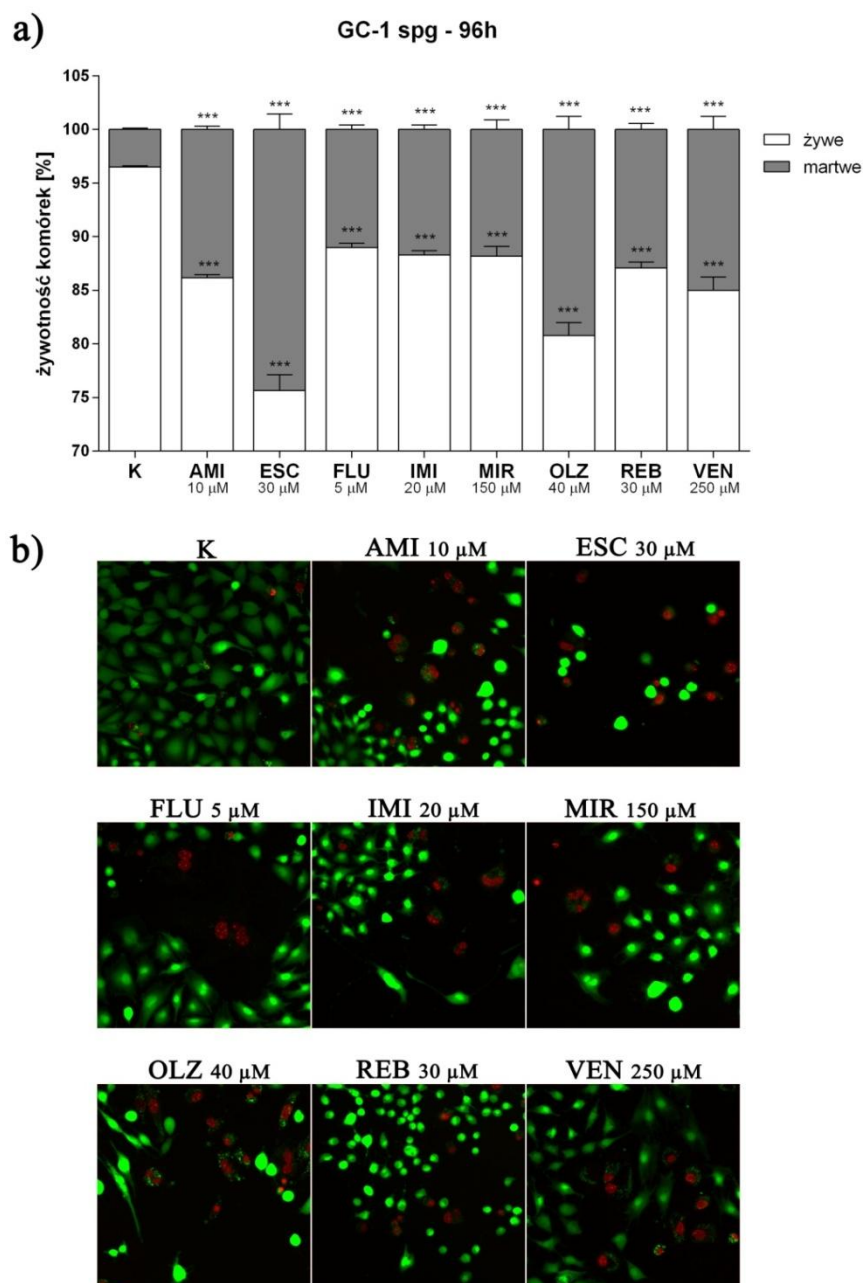 a)
GC-1 spg - 96h
żywotność komórek [%]
105
100
95
90
85
80
75
70
*** *** *** *** *** *** *** ***
*** *** *** *** *** *** *** ***
żywe
martwe
K AMI ESC FLU IMI MIR OLZ REB VEN
10 µM 30 µM 5 µM 20 µM 150 µM 40 µM 30 µM 250 µM
b)
K AMI 10 µM ESC 30 µM
FLU 5 µM IMI 20 µM MIR 150 µM
OLZ 40 µM REB 30 µM VEN 250 µM